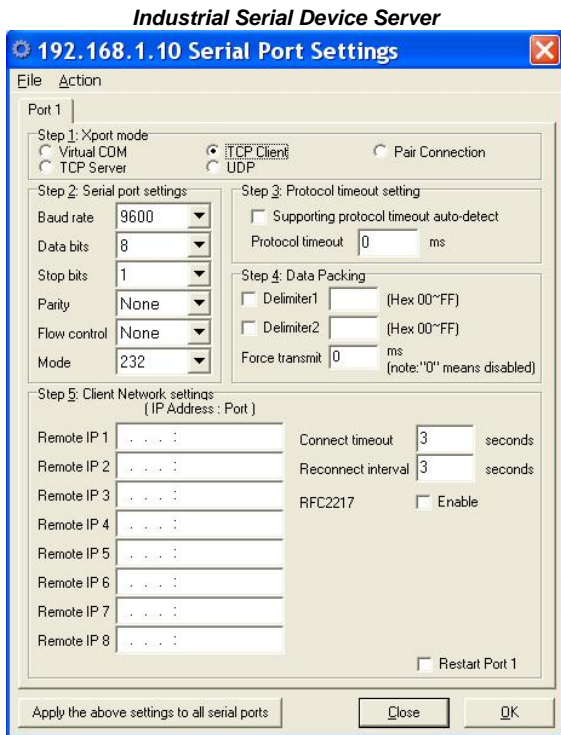 Industrial Serial Device Server
192.168.1.10 Serial Port Settings
File Action
Port 1
Step 1: Xport mode
Virtual COM TCP Client Pair Connection
TCP Server UDP
Step 2: Serial port settings
Baud rate 9600
Data bits 8
Stop bits 1
Parity None
Flow control None
Mode 232
Step 3: Protocol timeout setting
Supporting protocol timeout auto-detect
Protocol timeout 0 ms
Step 4: Data Packing
Delimiter1 (Hex 00~FF)
Delimiter2 (Hex 00~FF)
Force transmit 0 ms
(note:"0" means disabled)
Step 5: Client Network settings
( IP Address : Port )
Remote IP 1 . . . :
Remote IP 2 . . . :
Remote IP 3 . . . :
Remote IP 4 . . . :
Remote IP 5 . . . :
Remote IP 6 . . . :
Remote IP 7 . . . :
Remote IP 8 . . . :
Connect timeout 3 seconds
Reconnect interval 3 seconds
RFC2217 Enable
Restart Port 1
Apply the above settings to all serial ports Close OK